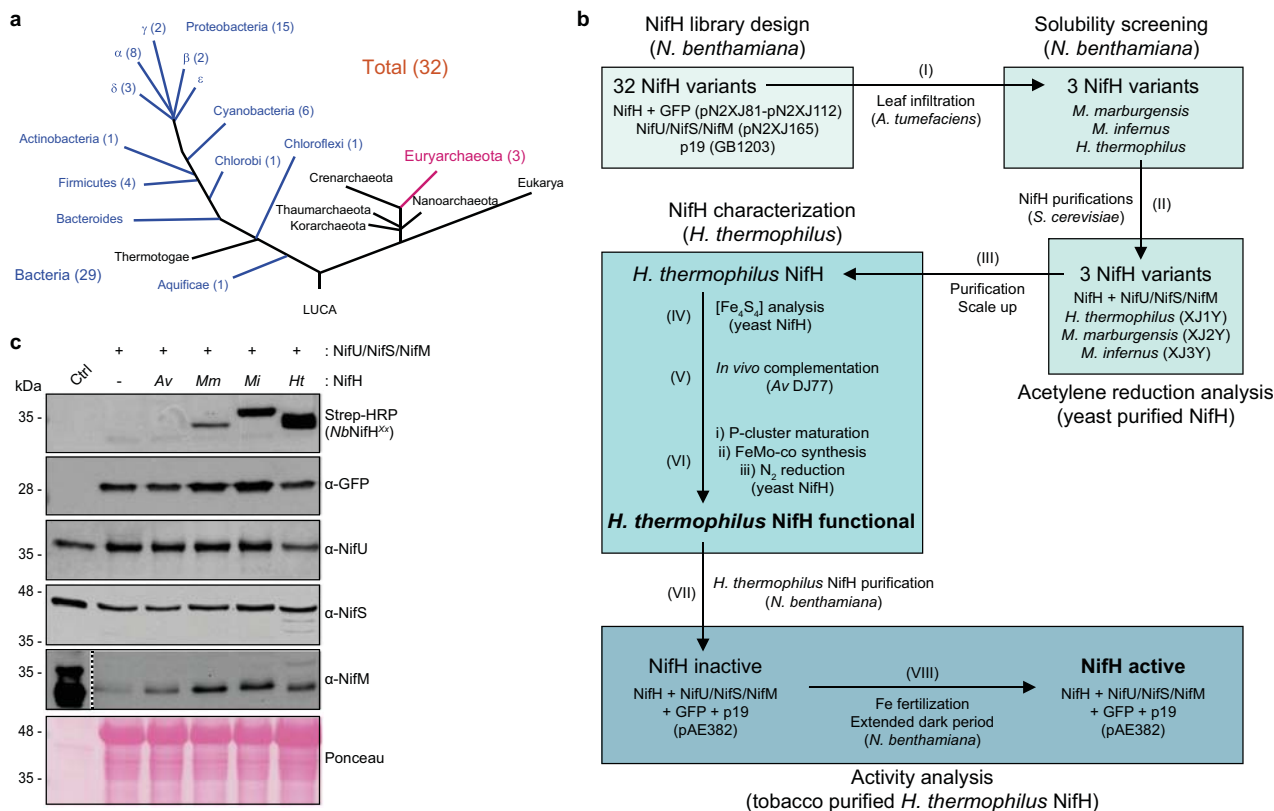 a
γ (2)
Proteobacteria (15)
α (8)
β (2)
δ (3)
ε
Total (32)
Cyanobacteria (6)
Actinobacteria (1)
Chloroflexi (1)
Chlorobi (1)
Euryarchaeota (3)
Firmicutes (4)
Crenarchaeota
Eukarya
Bacteroides
Thaumarchaeota
Nanoarchaeota
Korarchaeota
Thermotogae
Bacteria (29)
Aquificae (1)
LUCA
b
NifH library design
(N. benthamiana)
32 NifH variants
NifH + GFP (pN2XJ81-pN2XJ112)
NifU/NifS/NifM (pN2XJ165)
p19 (GB1203)
(I)
Leaf infiltration
(A. tumefaciens)
Solubility screening
(N. benthamiana)
3 NifH variants
M. marburgensis
M. infernus
H. thermophilus
NifH purifications
(S. cerevisiae)
(II)
3 NifH variants
NifH + NifU/NifS/NifM
H. thermophilus (XJ1Y)
M. marburgensis (XJ2Y)
M. infernus (XJ3Y)
Acetylene reduction analysis
(yeast purified NifH)
(III)
Purification
Scale up
NifH characterization
(H. thermophilus)
H. thermophilus NifH
(IV)
[Fe₄S₄] analysis
(yeast NifH)
(V)
In vivo complementation
(Av DJ77)
(VI)
i) P-cluster maturation
ii) FeMo-co synthesis
iii) N₂ reduction
(yeast NifH)
H. thermophilus NifH functional
(VII)
H. thermophilus NifH purification
(N. benthamiana)
NifH inactive
NifH + NifU/NifS/NifM
+ GFP + p19
(pAE382)
(VIII)
Fe fertilization
Extended dark period
(N. benthamiana)
NifH active
NifH + NifU/NifS/NifM
+ GFP + p19
(pAE382)
Activity analysis
(tobacco purified H. thermophilus NifH)
c
Ctrl + + + + + : NifU/NifS/NifM
- Av Mm Mi Ht : NifH
kDa
35 -
Strep-HRP
(NbNifHXx)
28 -
α-GFP
35 -
α-NifU
48 -
α-NifS
35 -
35 -
α-NifM
48 -
Ponceau
35 -